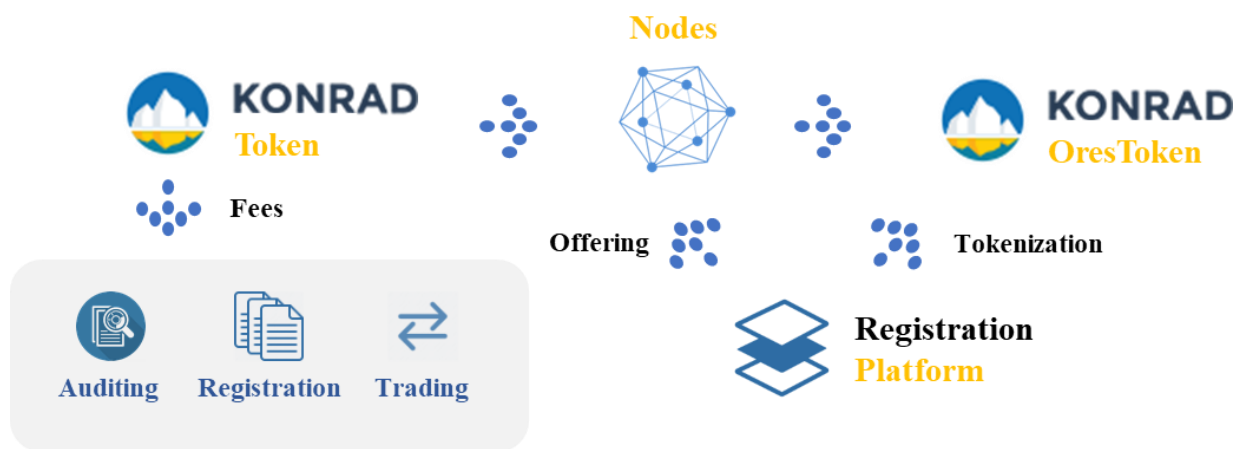 Nodes
KONRAD
Token
KONRAD
OresToken
Fees
Offering
Tokenization
Auditing
Registration
Trading
Registration
Platform